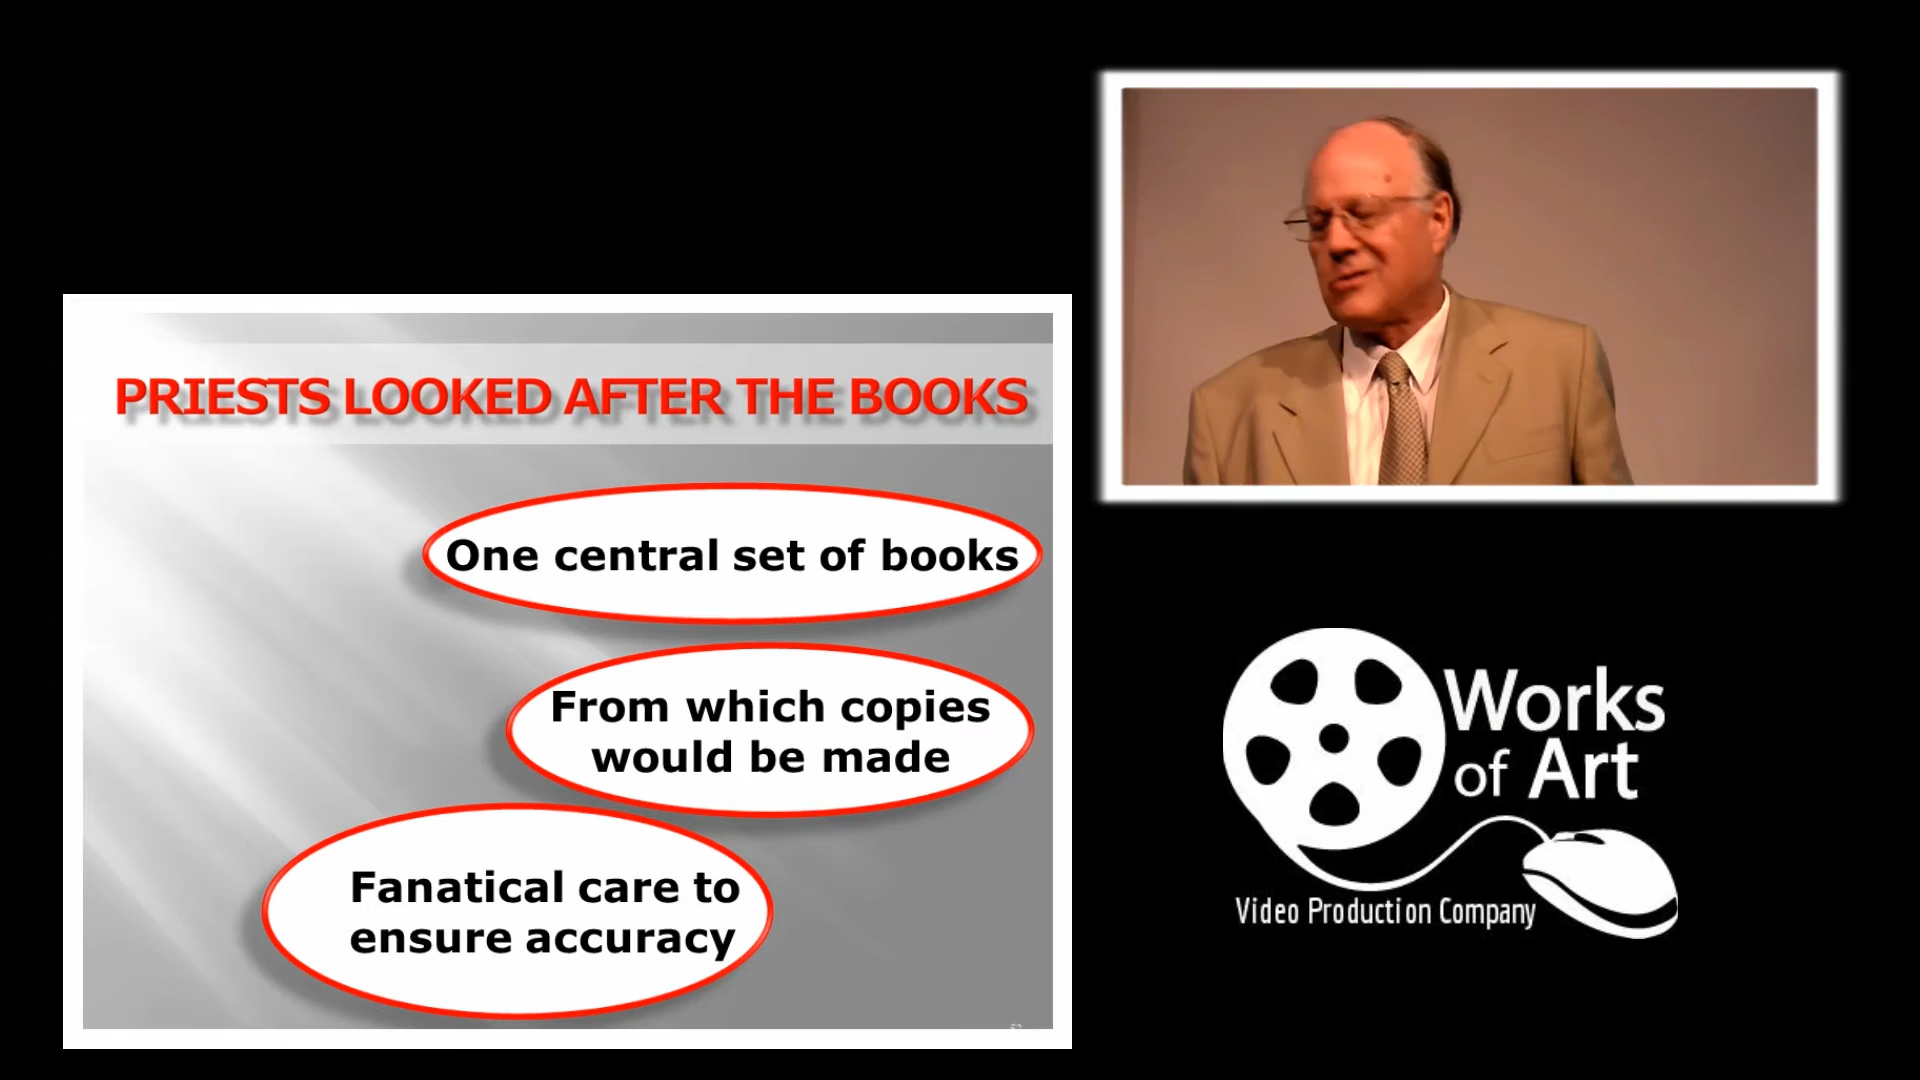 PRIESTS LOOKED AFTER THE BOOKS
One central set of books
From which copies
would be made
Fanatical care to
ensure accuracy
Works
of Art
Video Production Company